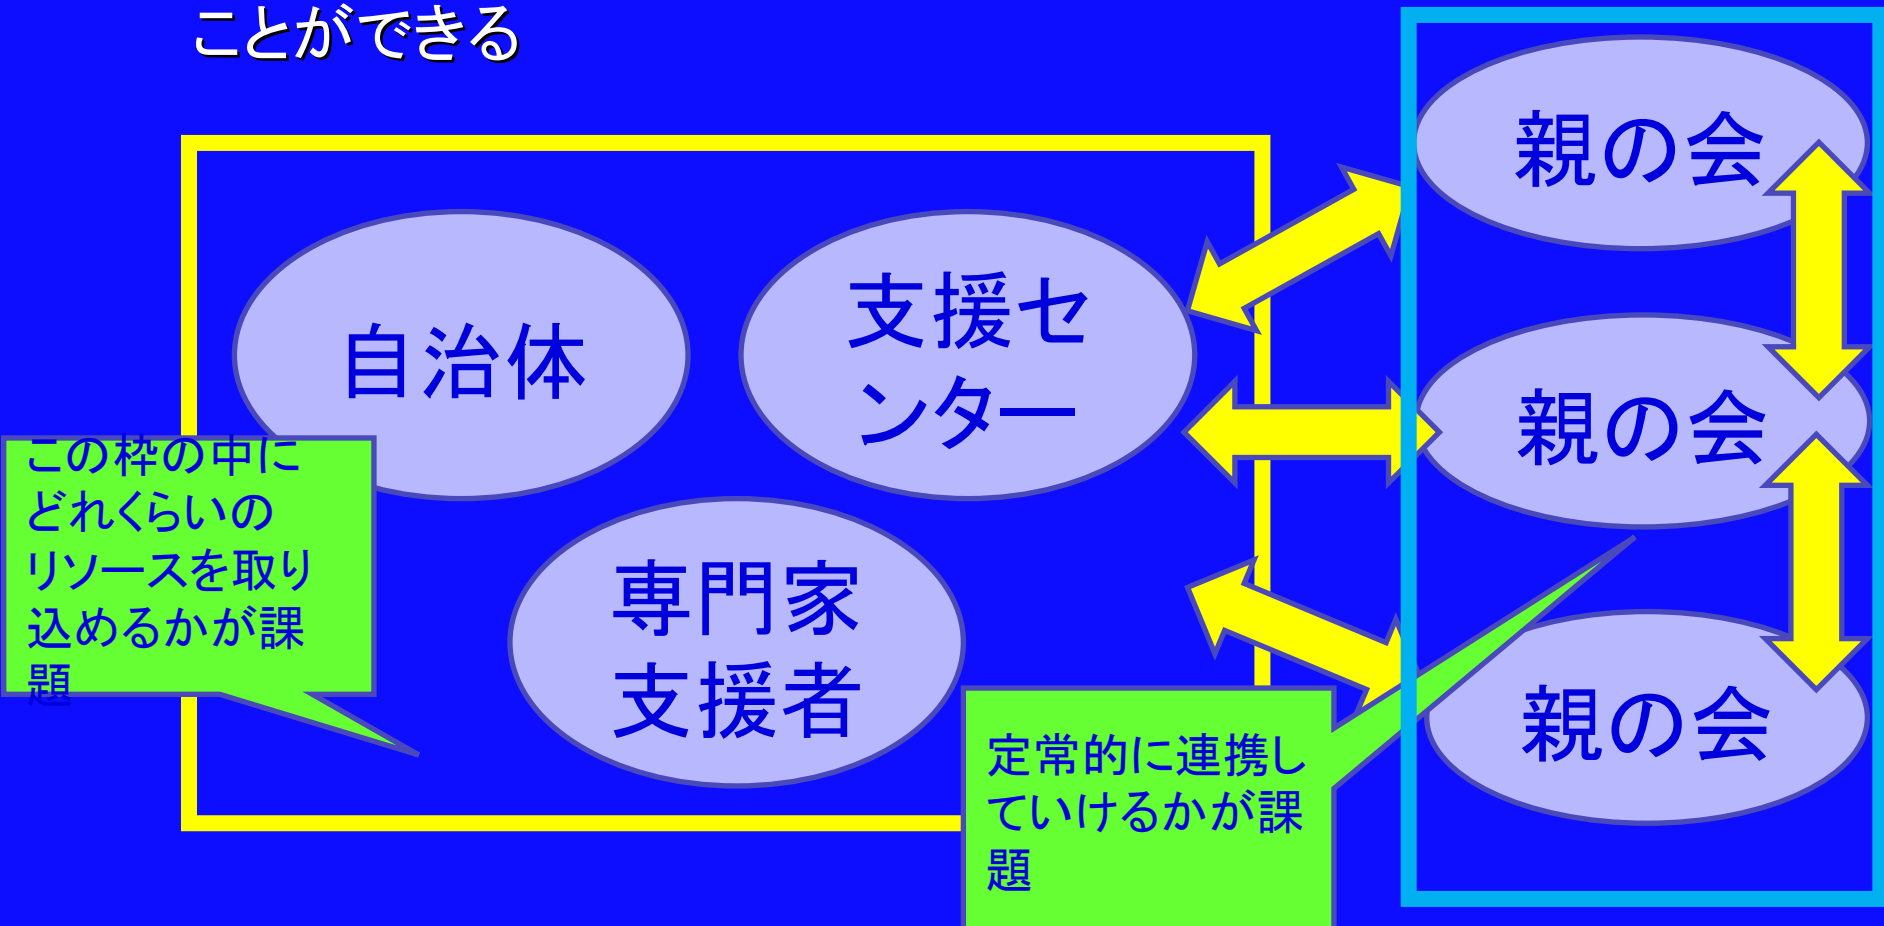 ことができる
親の会
自治体
支援セ
ンター
親の会
この枠の中に
どれくらいの
リソースを取り
込めるかが課
題
専門家
支援者
親の会
定常的に連携し
ていけるかが課
題